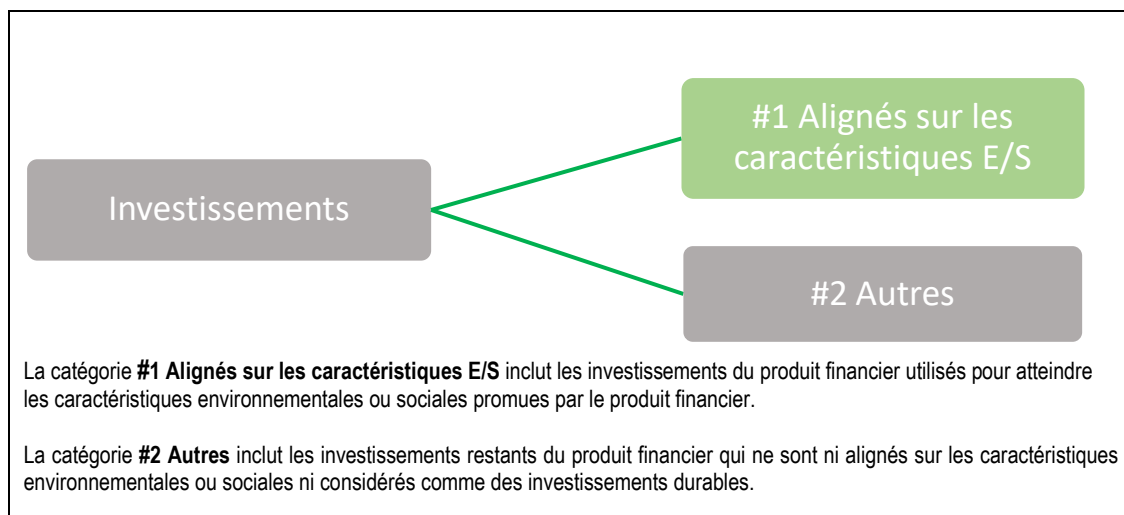 #1 Alignés sur les
caractéristiques E/S
Investissements
#2 Autres
La catégorie #1 Alignés sur les caractéristiques E/S inclut les investissements du produit financier utilisés pour atteindre
les caractéristiques environnementales ou sociales promues par le produit financier.
La catégorie #2 Autres inclut les investissements restants du produit financier qui ne sont ni alignés sur les caractéristiques
environnementales ou sociales ni considérés comme des investissements durables.